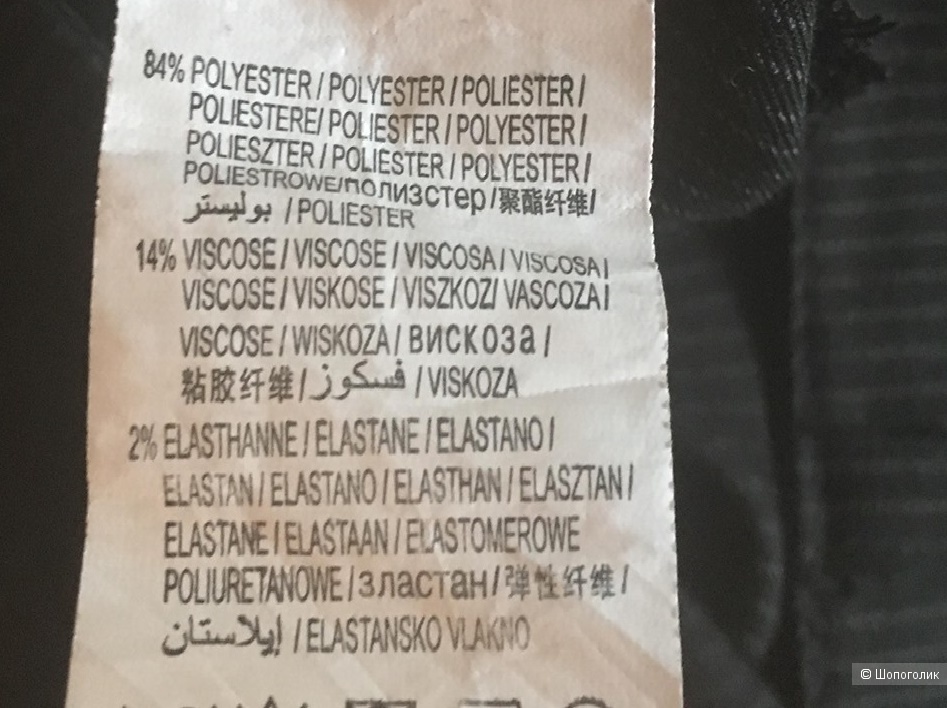 84% POLYESTER / POLYESTER / POLIESTER /
POLIESTERE/ POLIESTER / POLYESTER /
POLIESZTER / POLIESTER / POLYESTER /
POLIESTROWE/ПОЛИЗСТЕР /聚酯纤维/
بوليستر / POLIESTER
14% VISCOSE / VISCOSE / VISCOSA / VISCOSA /
VISCOSE / VISKOSE / VISZKOZ/ VASCOZA /
VISCOSE / WISKOZA / ВИСКОЗА /
粘胶纤维/ فسكوز / VISKOZA
2% ELASTHANNE / ELASTANE / ELASTANO /
ELASTAN / ELASTANO / ELASTHAN / ELASZTAN /
ELASTANE / ELASTAAN / ELASTOMEROWE
POLIURETANOWE / зластан / 弹性纤维 /
إيلاستان / ELASTANSKO VLAKNO
© Шопоголик